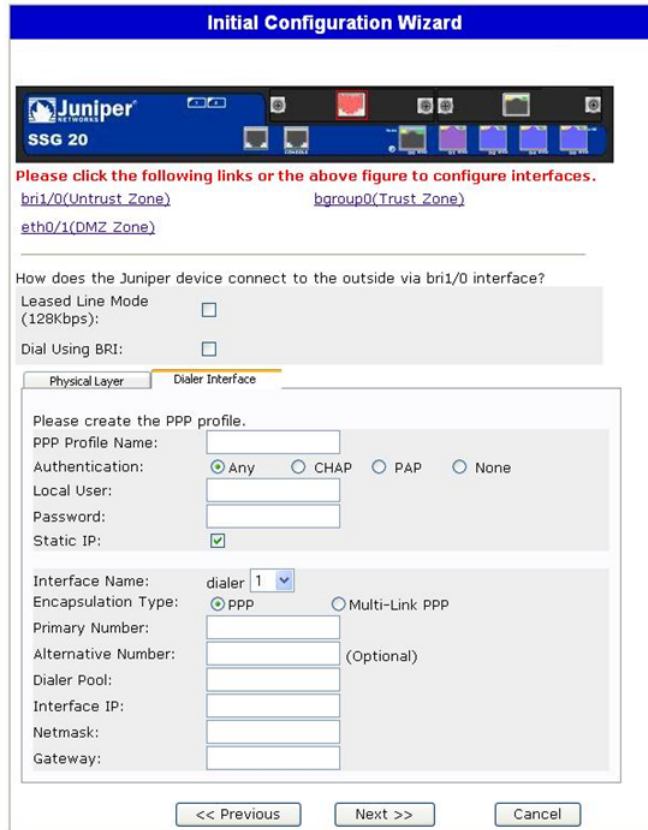 Initial Configuration Wizard
Juniper
NETWORKS
SSG 20
CONSOLE
Please click the following links or the above figure to configure interfaces.
bri1/0(Untrust Zone) bgroup0(Trust Zone)
eth0/1(DMZ Zone)
How does the Juniper device connect to the outside via bri1/0 interface?
Leased Line Mode
(128Kbps):
Dial Using BRI:
Physical Layer Dialer Interface
Please create the PPP profile.
PPP Profile Name:
Authentication: Any CHAP PAP None
Local User:
Password:
Static IP:
Interface Name: dialer 1
Encapsulation Type: PPP Multi-Link PPP
Primary Number:
Alternative Number: (Optional)
Dialer Pool:
Interface IP:
Netmask:
Gateway:
<< Previous Next >> Cancel